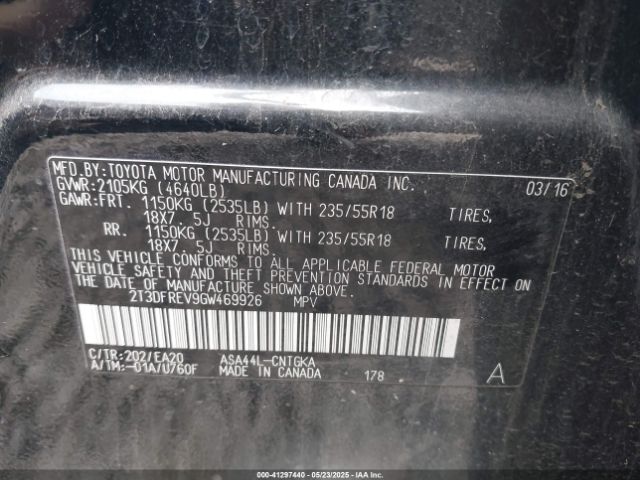 MFD.BY:TOYOTA MOTOR MANUFACTURING CANADA INC. 03/16
GVWR:2105KG (4640LB)
GAWR:FRT. 1150KG (2535LB) WITH 235/55R18 TIRES,
18X7.5J RIMS.
RR. 1150KG (2535LB) WITH 235/55R18 TIRES,
18X7.5J RIMS.
THIS VEHICLE CONFORMS TO ALL APPLICABLE FEDERAL MOTOR
VEHICLE SAFETY AND THEFT PREVENTION STANDARDS IN EFFECT ON
THE DATE OF MANUFACTURE SHOWN ABOVE.
2T3DFREV9GW469926 MPV
C/TR:202/EA20 ASA44L-CNTGKA
A/TM:-01A/U760F MADE IN CANADA 178 A
000-41297440 - 05/23/2025 - IAAI.COM